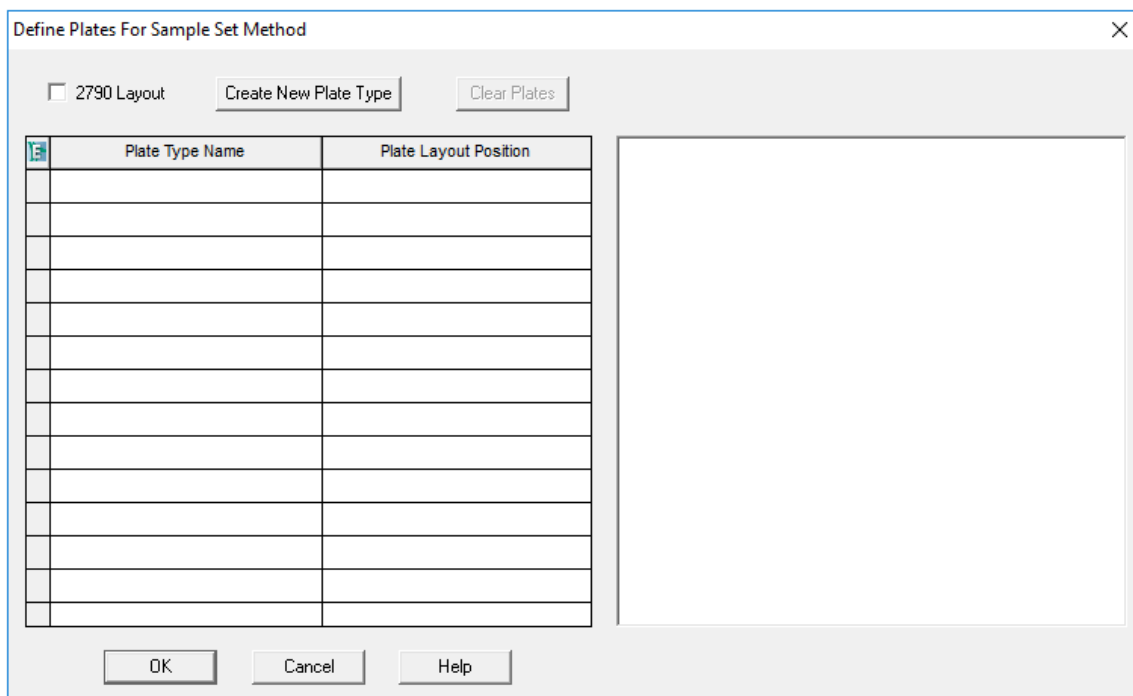 Define Plates For Sample Set Method
2790 Layout
Create New Plate Type
Clear Plates
Plate Type Name
Plate Layout Position
OK
Cancel
Help